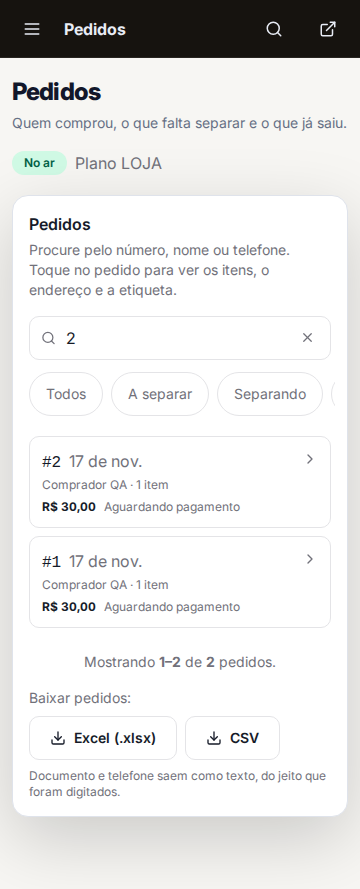 Pedidos
Pedidos
Quem comprou, o que falta separar e o que já saiu.
No ar Plano LOJA
Pedidos
Procure pelo número, nome ou telefone.
Toque no pedido para ver os itens, o
endereço e a etiqueta.
2
Todos A separar Separando
#2 17 de nov.
Comprador QA · 1 item
R$ 30,00 Aguardando pagamento
#1 17 de nov.
Comprador QA · 1 item
R$ 30,00 Aguardando pagamento
Mostrando 1–2 de 2 pedidos.
Baixar pedidos:
Excel (.xlsx) CSV
Documento e telefone saem como texto, do jeito que
foram digitados.